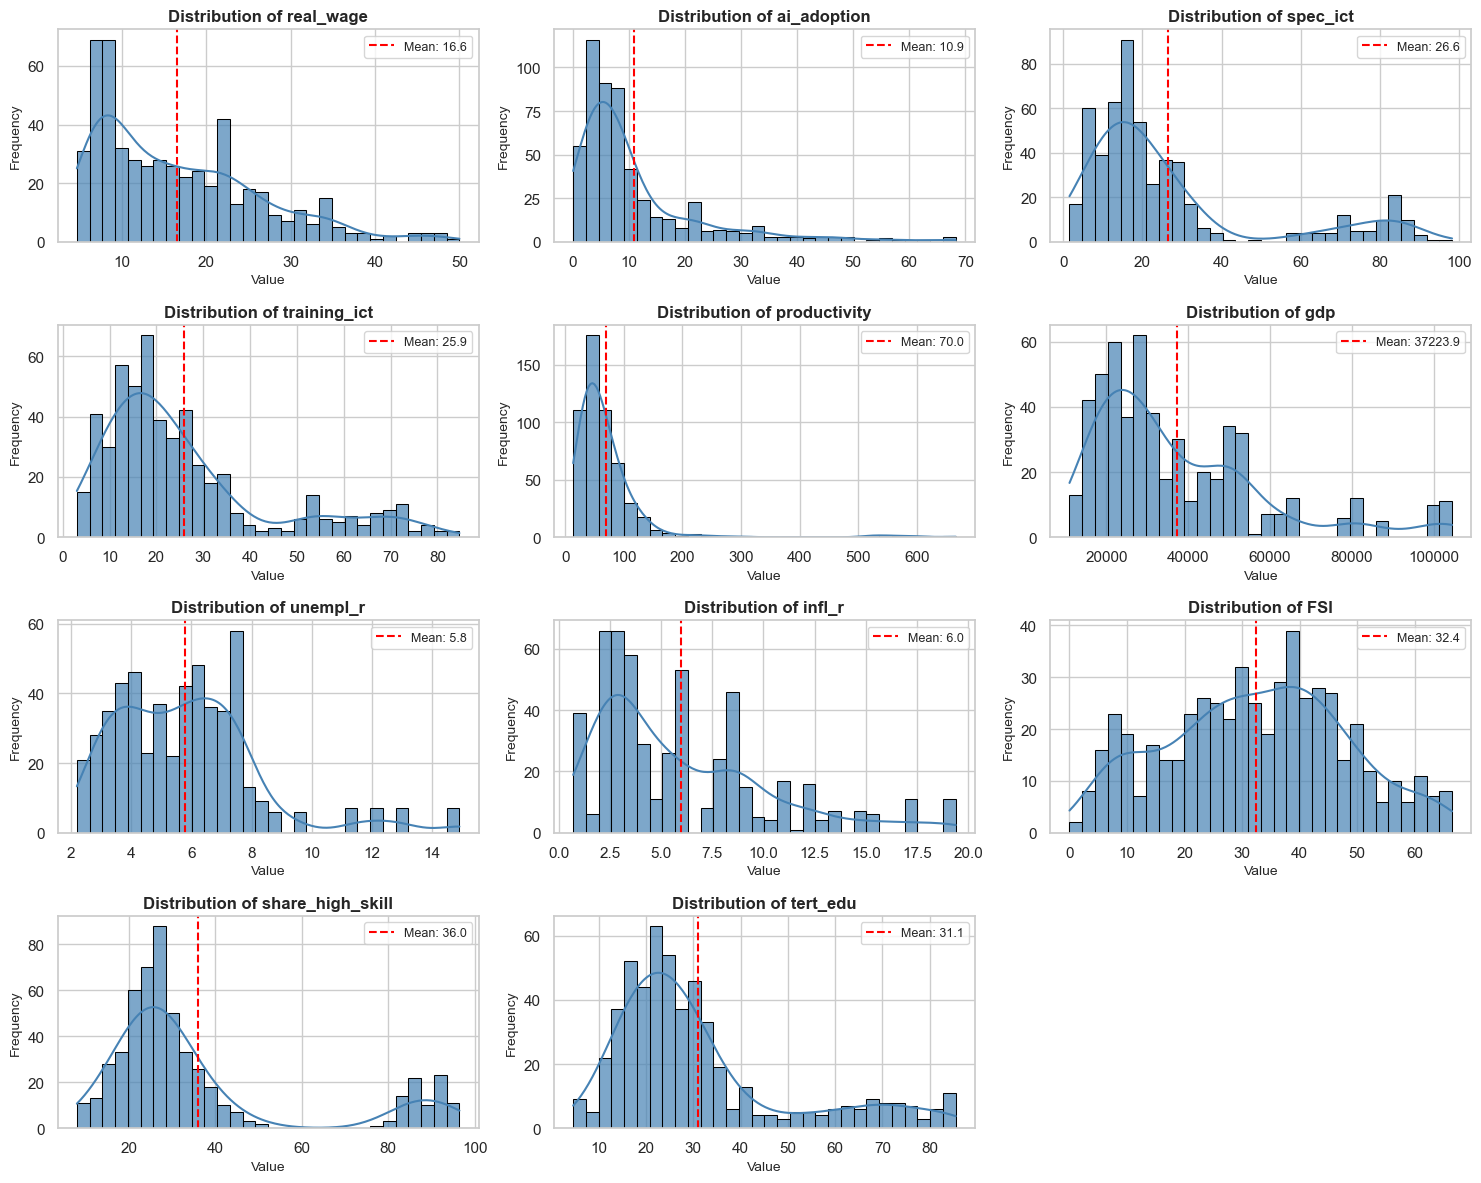 Distribution of real_wage
Frequency
60
40
20
0
Mean: 16.6
10 20 30 40 50
Value
Distribution of ai_adoption
Frequency
100
75
50
25
0
Mean: 10.9
0 10 20 30 40 50 60 70
Value
Distribution of spec_ict
Frequency
80
60
40
20
0
Mean: 26.6
0 20 40 60 80 100
Value
Distribution of training_ict
Frequency
60
40
20
0
Mean: 25.9
0 10 20 30 40 50 60 70 80
Value
Distribution of productivity
Frequency
150
100
50
0
Mean: 70.0
0 100 200 300 400 500 600
Value
Distribution of gdp
Frequency
60
40
20
0
Mean: 37223.9
20000 40000 60000 80000 100000
Value
Distribution of unempl_r
Frequency
60
40
20
0
Mean: 5.8
2 4 6 8 10 12 14
Value
Distribution of infl_r
Frequency
60
40
20
0
Mean: 6.0
0.0 2.5 5.0 7.5 10.0 12.5 15.0 17.5 20.0
Value
Distribution of FSI
Frequency
40
30
20
10
0
Mean: 32.4
0 10 20 30 40 50 60
Value
Distribution of share_high_skill
Frequency
80
60
40
20
0
Mean: 36.0
20 40 60 80 100
Value
Distribution of tert_edu
Frequency
60
40
20
0
Mean: 31.1
10 20 30 40 50 60 70 80
Value